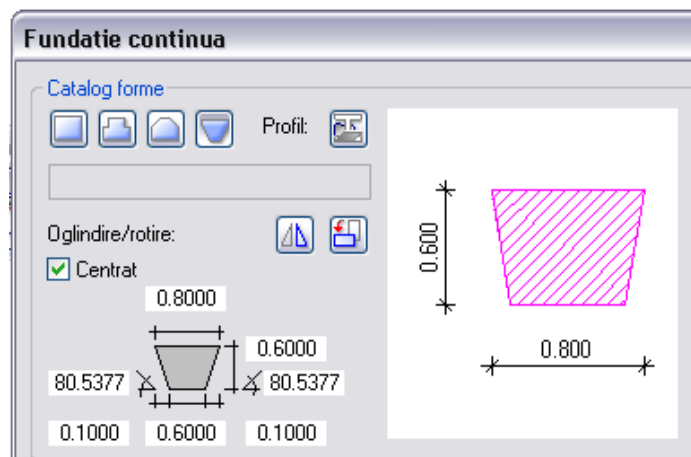 Fundatie continua
Catalog forme
Profil:
Oglindire/rotire:
Centrat
0.8000
0.6000
80.5377
80.5377
0.1000 0.6000 0.1000
0.600
0.800